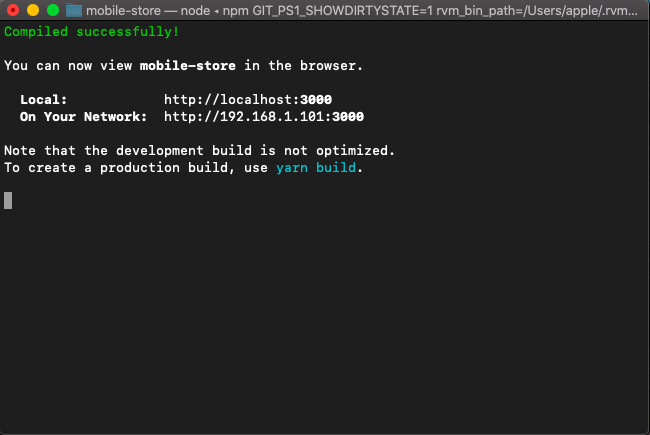 mobile-store — node ◂ npm GIT_PS1_SHOWDIRTYSTATE=1 rvm_bin_path=/Users/apple/.rvm...
Compiled successfully!
You can now view mobile-store in the browser.
Local: http://localhost:3000
On Your Network: http://192.168.1.101:3000
Note that the development build is not optimized.
To create a production build, use yarn build.